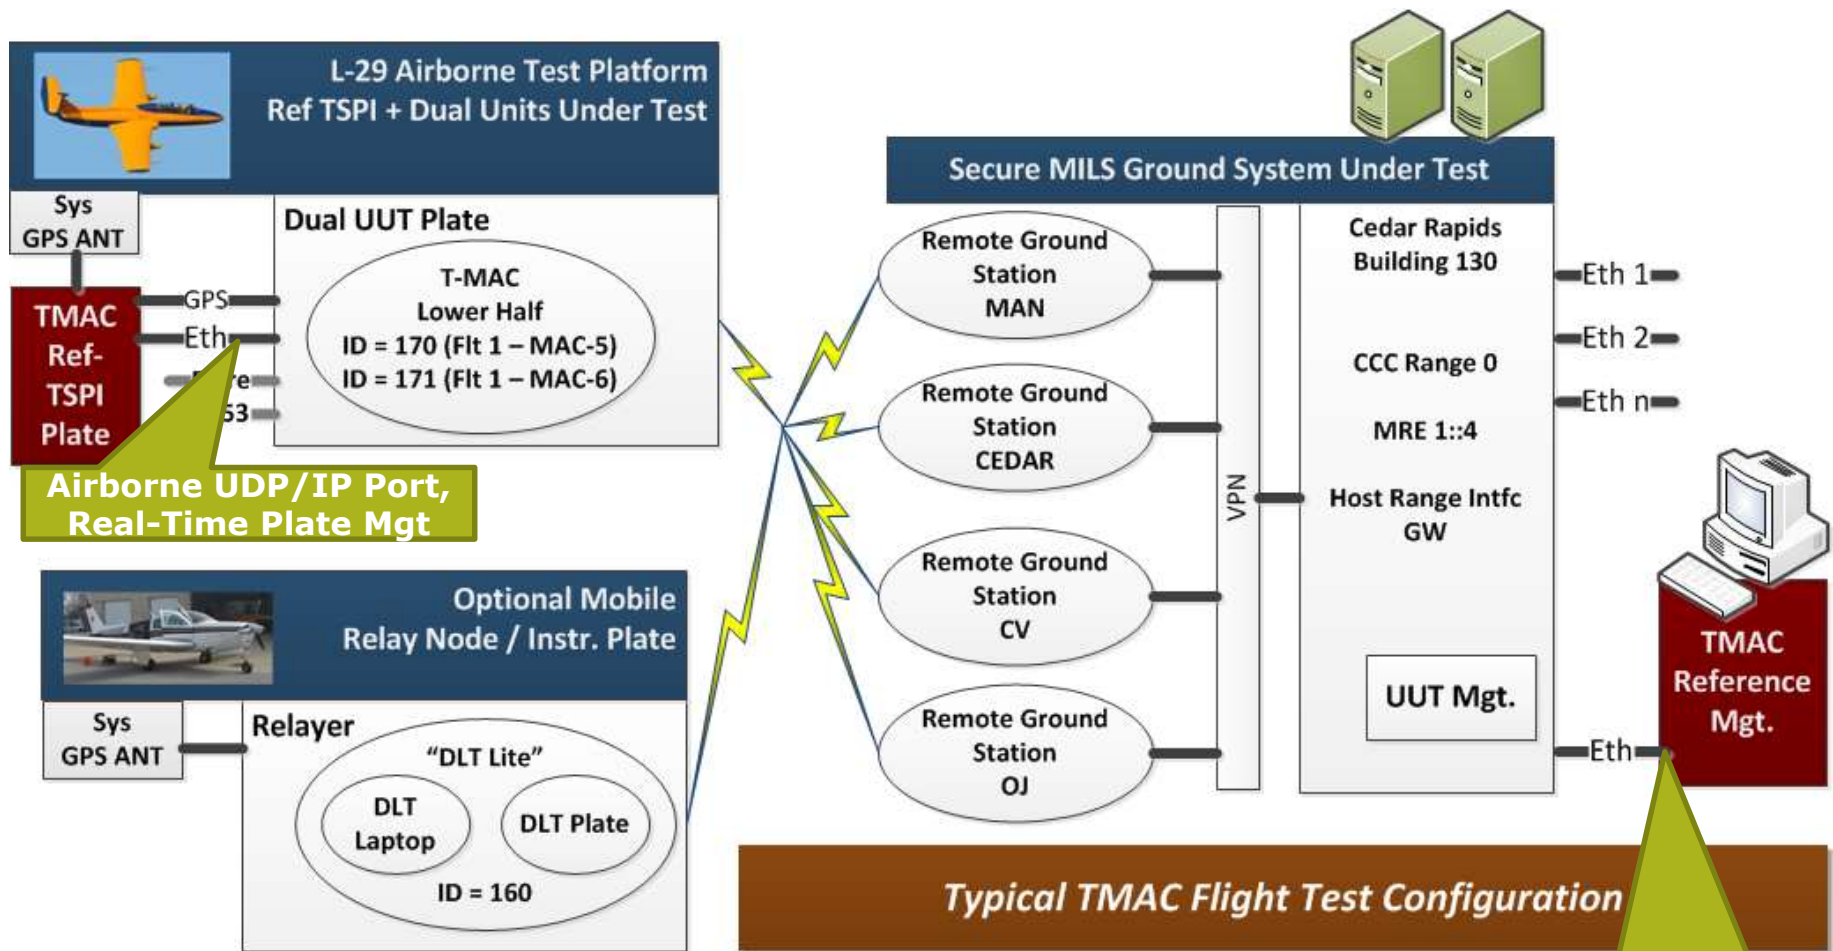 L-29 Airborne Test Platform
Ref TSPI + Dual Units Under Test
Sys
GPS ANT
TMAC
Ref-
TSPI
Plate
GPS
Eth
re
53
Dual UUT Plate
T-MAC
Lower Half
ID = 170 (Flt 1 – MAC-5)
ID = 171 (Flt 1 – MAC-6)
Airborne UDP/IP Port,
Real-Time Plate Mgt
Optional Mobile
Relay Node / Instr. Plate
Sys
GPS ANT
Relayer
“DLT Lite”
DLT
Laptop
DLT Plate
ID = 160
Secure MILS Ground System Under Test
Remote Ground
Station
MAN
Remote Ground
Station
CEDAR
Remote Ground
Station
CV
Remote Ground
Station
OJ
VPN
Cedar Rapids
Building 130
CCC Range 0
MRE 1::4
Host Range Intfc
GW
UUT Mgt.
Eth 1
Eth 2
Eth n
Eth
TMAC
Reference
Mgt.
Typical TMAC Flight Test Configuration